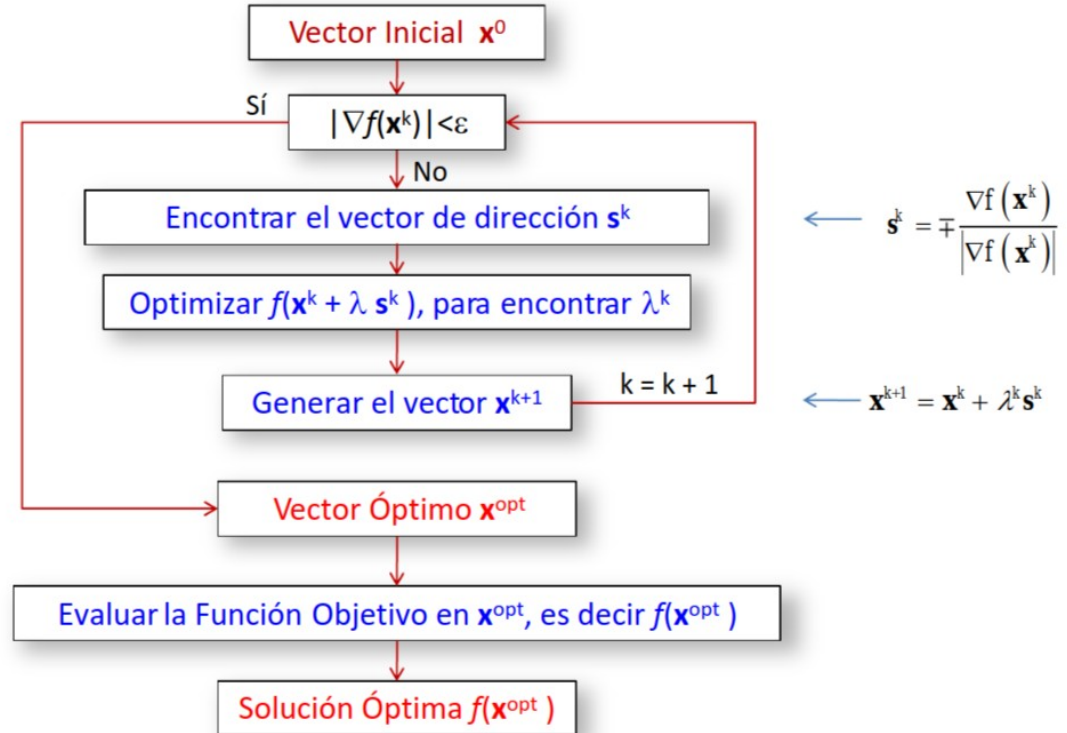 Vector Inicial x⁰
Sí
|∇f(xᵏ)|<ε
No
Encontrar el vector de dirección sᵏ
sᵏ = ∓ ∇f(xᵏ) / |∇f(xᵏ)|
Optimizar f(xᵏ + λ sᵏ ), para encontrar λᵏ
Generar el vector xᵏ⁺¹
k = k + 1
xᵏ⁺¹ = xᵏ + λᵏsᵏ
Vector Óptimo xᵒᵖᵗ
Evaluar la Función Objetivo en xᵒᵖᵗ, es decir f(xᵒᵖᵗ )
Solución Óptima f(xᵒᵖᵗ )